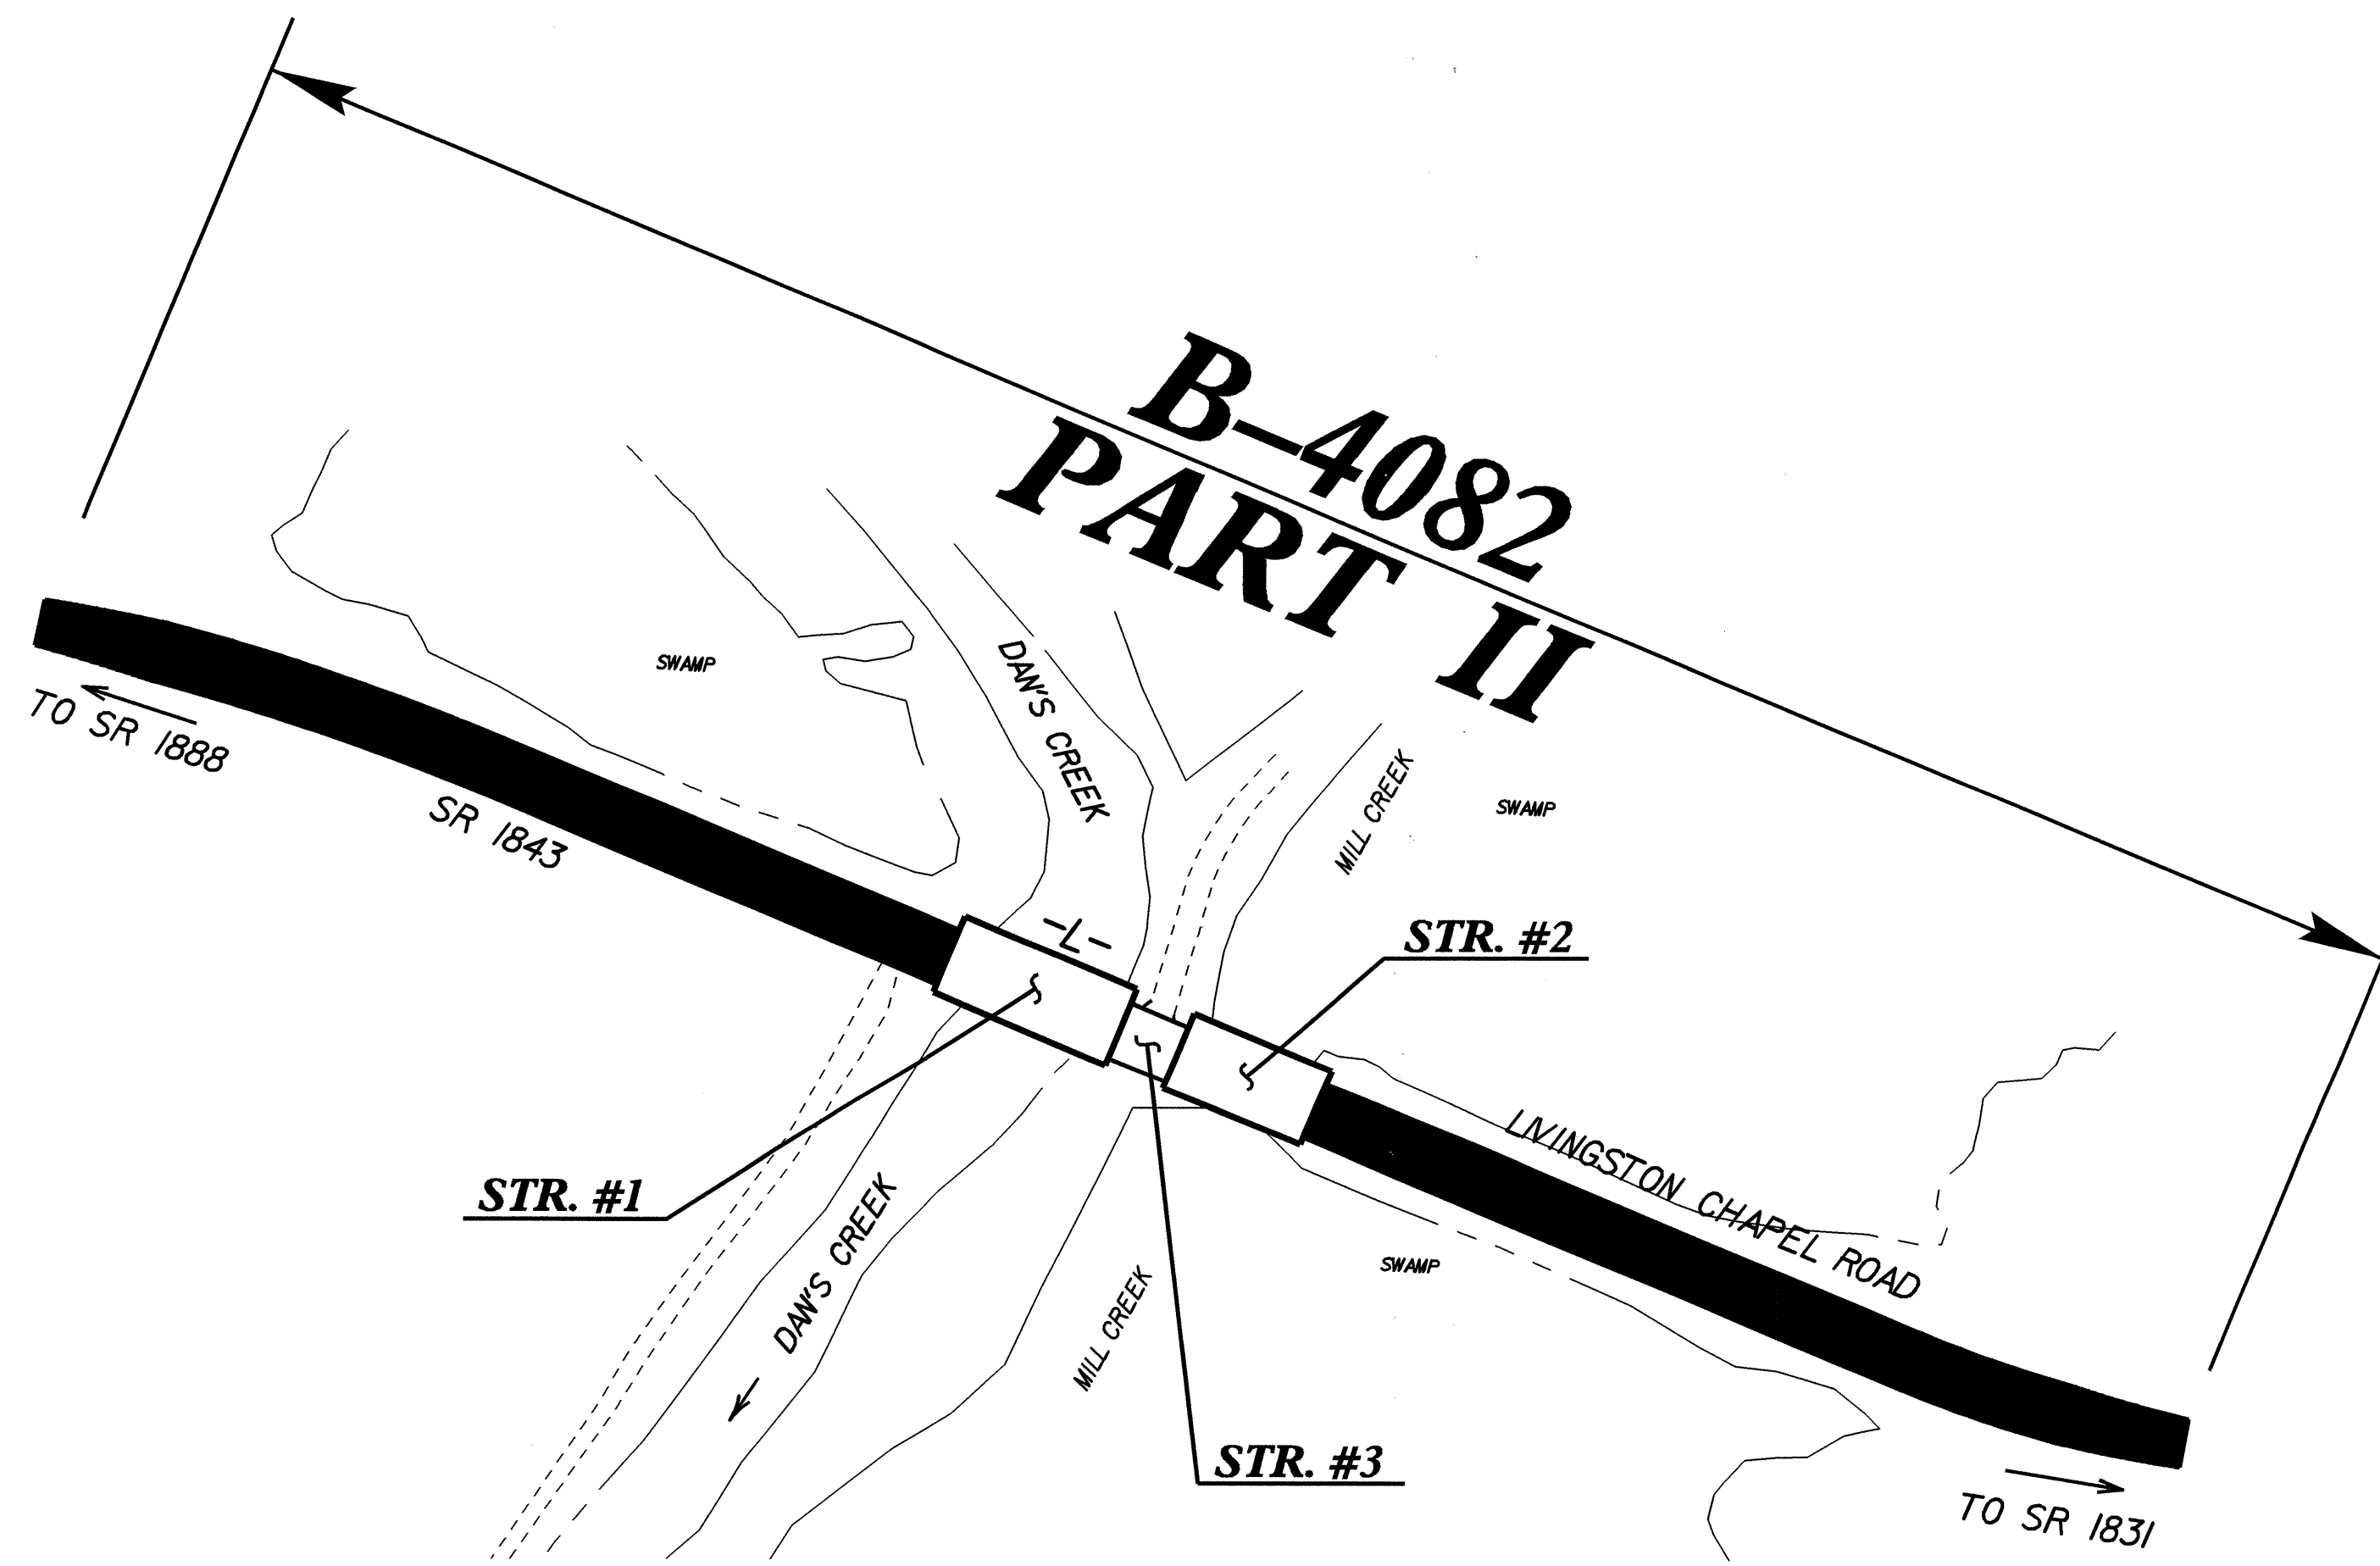 B-4082
PART II
DAN'S CREEK
SWAMP
TO SR 1888
SR 1843
MILL CREEK
SWAMP
-L-
STR. #2
LIVINGSTON CHAPEL ROAD
STR. #1
DAN'S CREEK
SWAMP
MILL CREEK
STR. #3
TO SR 1831